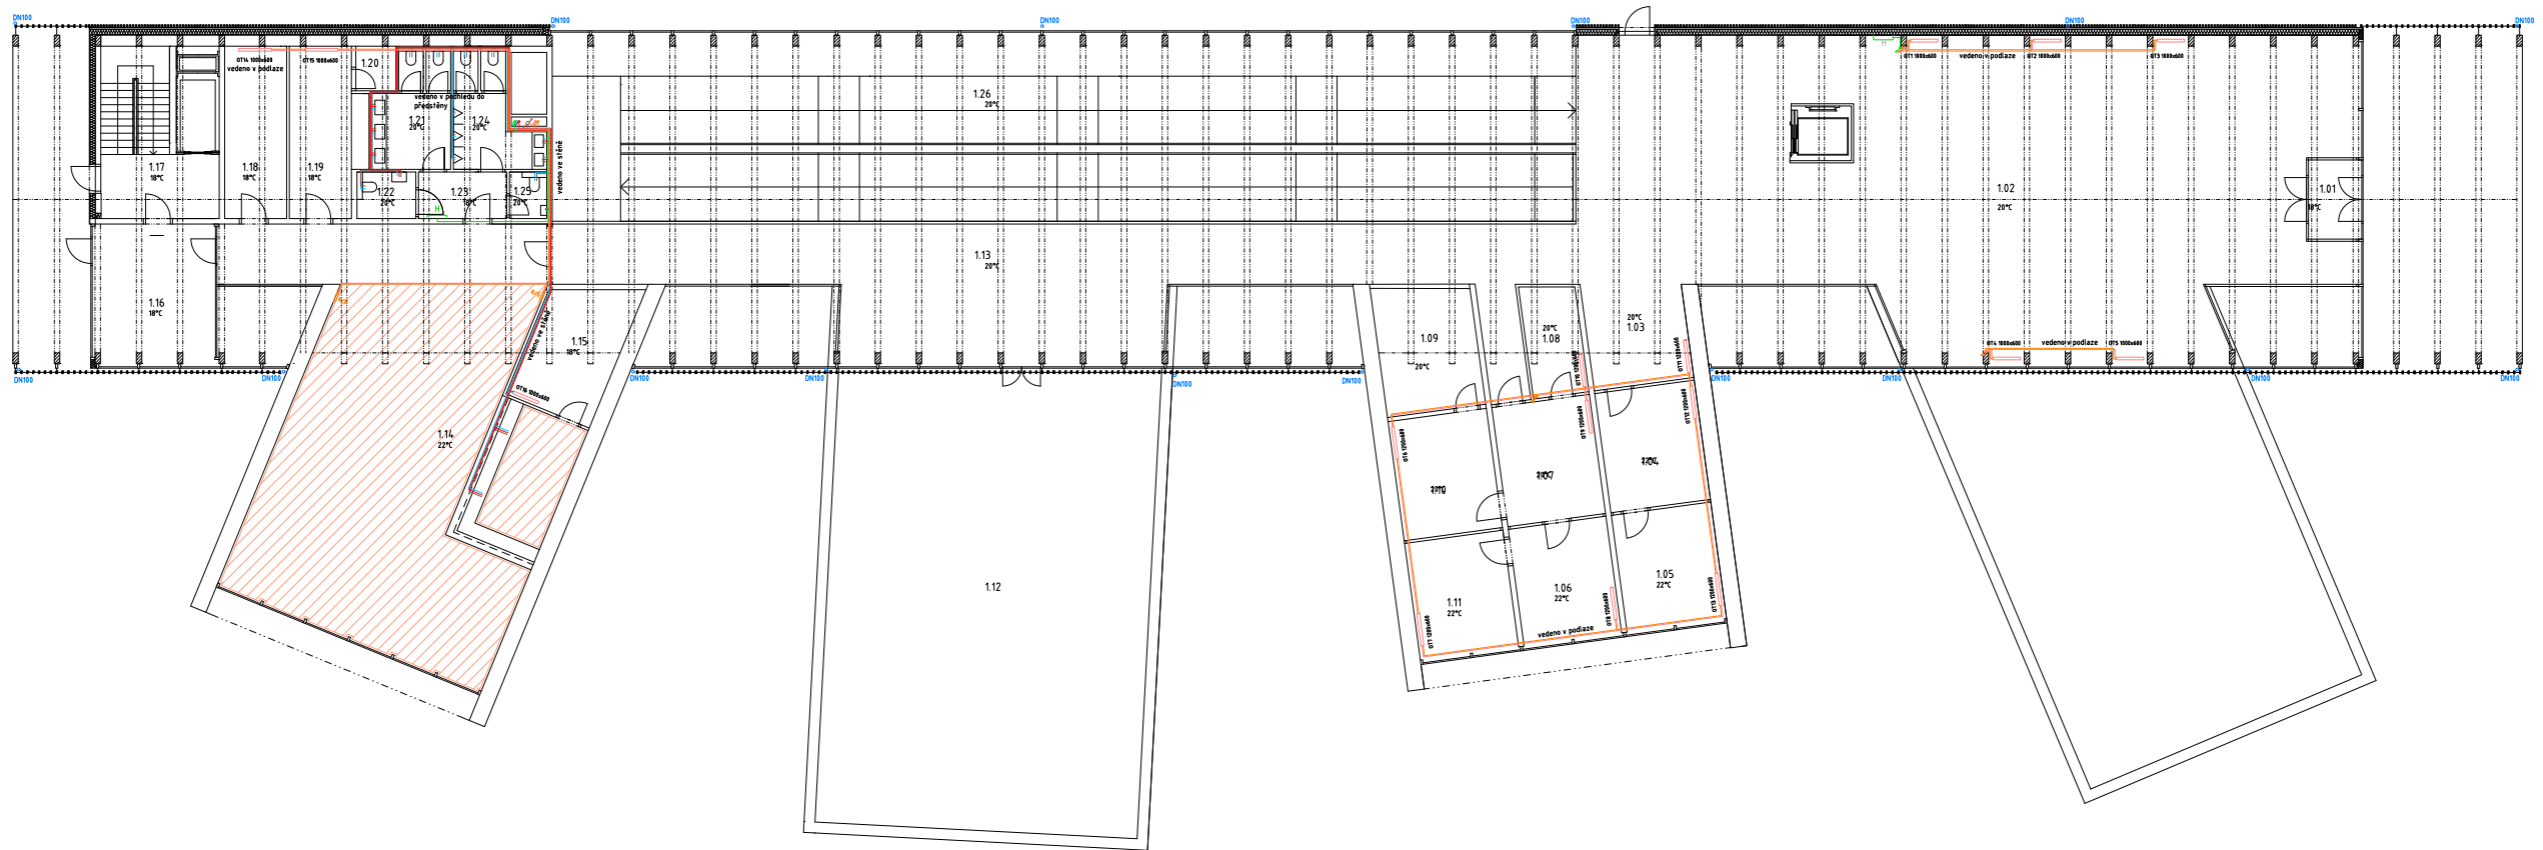 DN100
DN100
DN100
DN100
DN100
DN100
OT14 1000x600
vedeno v podlaze
OT15 1000x600
1.20
vedeno v podhledu do
předstěny
1.21
20°C
1.24
20°C
1.26
20°C
H
OT1 1000x600
vedeno v podlaze
OT2 1000x600
OT3 1000x600
vedeno ve stěně
1.17
18°C
1.18
18°C
1.19
18°C
1.22
20°C
1.23
18°C
1.25
20°C
H
1.02
20°C
1.01
18°C
1.13
20°C
1.16
18°C
vedeno ve stěně
1.15
18°C
1.09
20°C
20°C
1.08
20°C
1.03
OT4 1000x600
vedeno v podlaze
OT5 1000x600
DN100
DN100
DN100
DN100
DN100
DN100
DN100
DN100
DN100
DN100
OT16 1000x600
1.14
22°C
1.12
1.11
22°C
1.06
22°C
1.05
22°C
OT7 1200x600
vedeno v podlaze